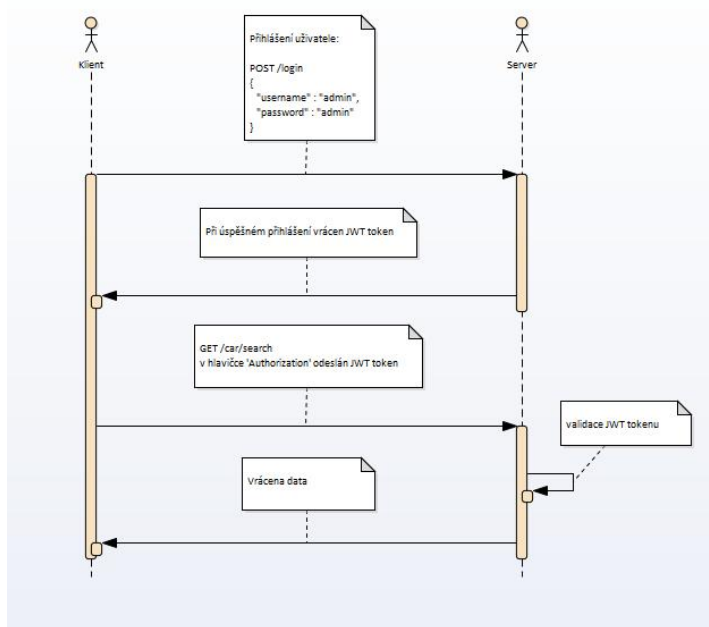 Klient
Server
Přihlášení uživatele:
POST /login
{
"username" : "admin",
"password" : "admin"
}
Při úspěšném přihlášení vrácen JWT token
GET /car/search
v hlavičce 'Authorization' odeslán JWT token
validace JWT tokenu
Vrácena data